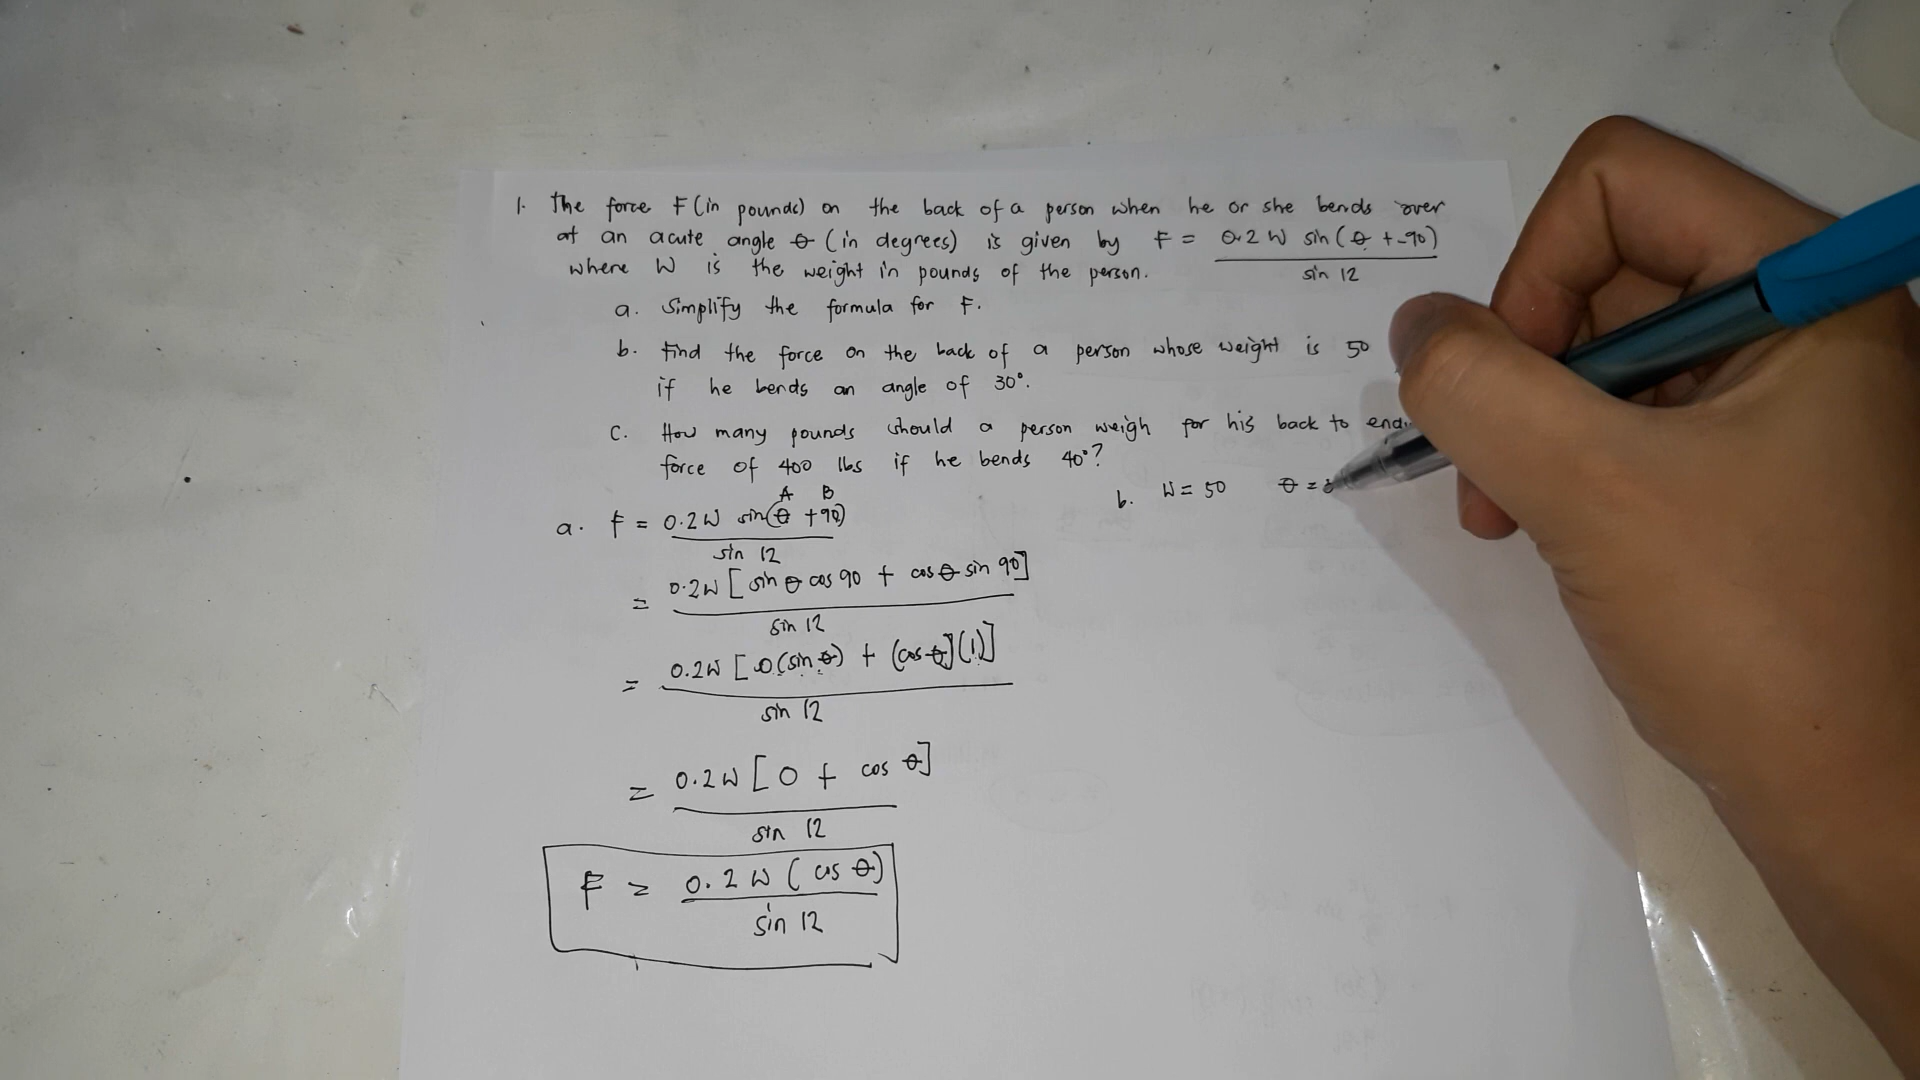 1. The force F (in pounds) on the back of a person when he or she bends over
at an acute angle θ (in degrees) is given by F = 0.2 W sin (θ + 90)
sin 12
where W is the weight in pounds of the person.
a. Simplify the formula for F.
b. Find the force on the back of a person whose weight is 50
if he bends an angle of 30°.
c. How many pounds should a person weigh for his back to
force of 400 lbs if he bends 40°?
A B
a. F = 0.2W sin(θ + 90)
sin 12
= 0.2W [sin θ cos 90 + cos θ sin 90]
sin 12
= 0.2W [0(sin θ) + (cos θ](1)]
sin 12
= 0.2W [0 + cos θ]
sin 12
F = 0.2 W (cos θ)
sin 12
b. W = 50 θ =